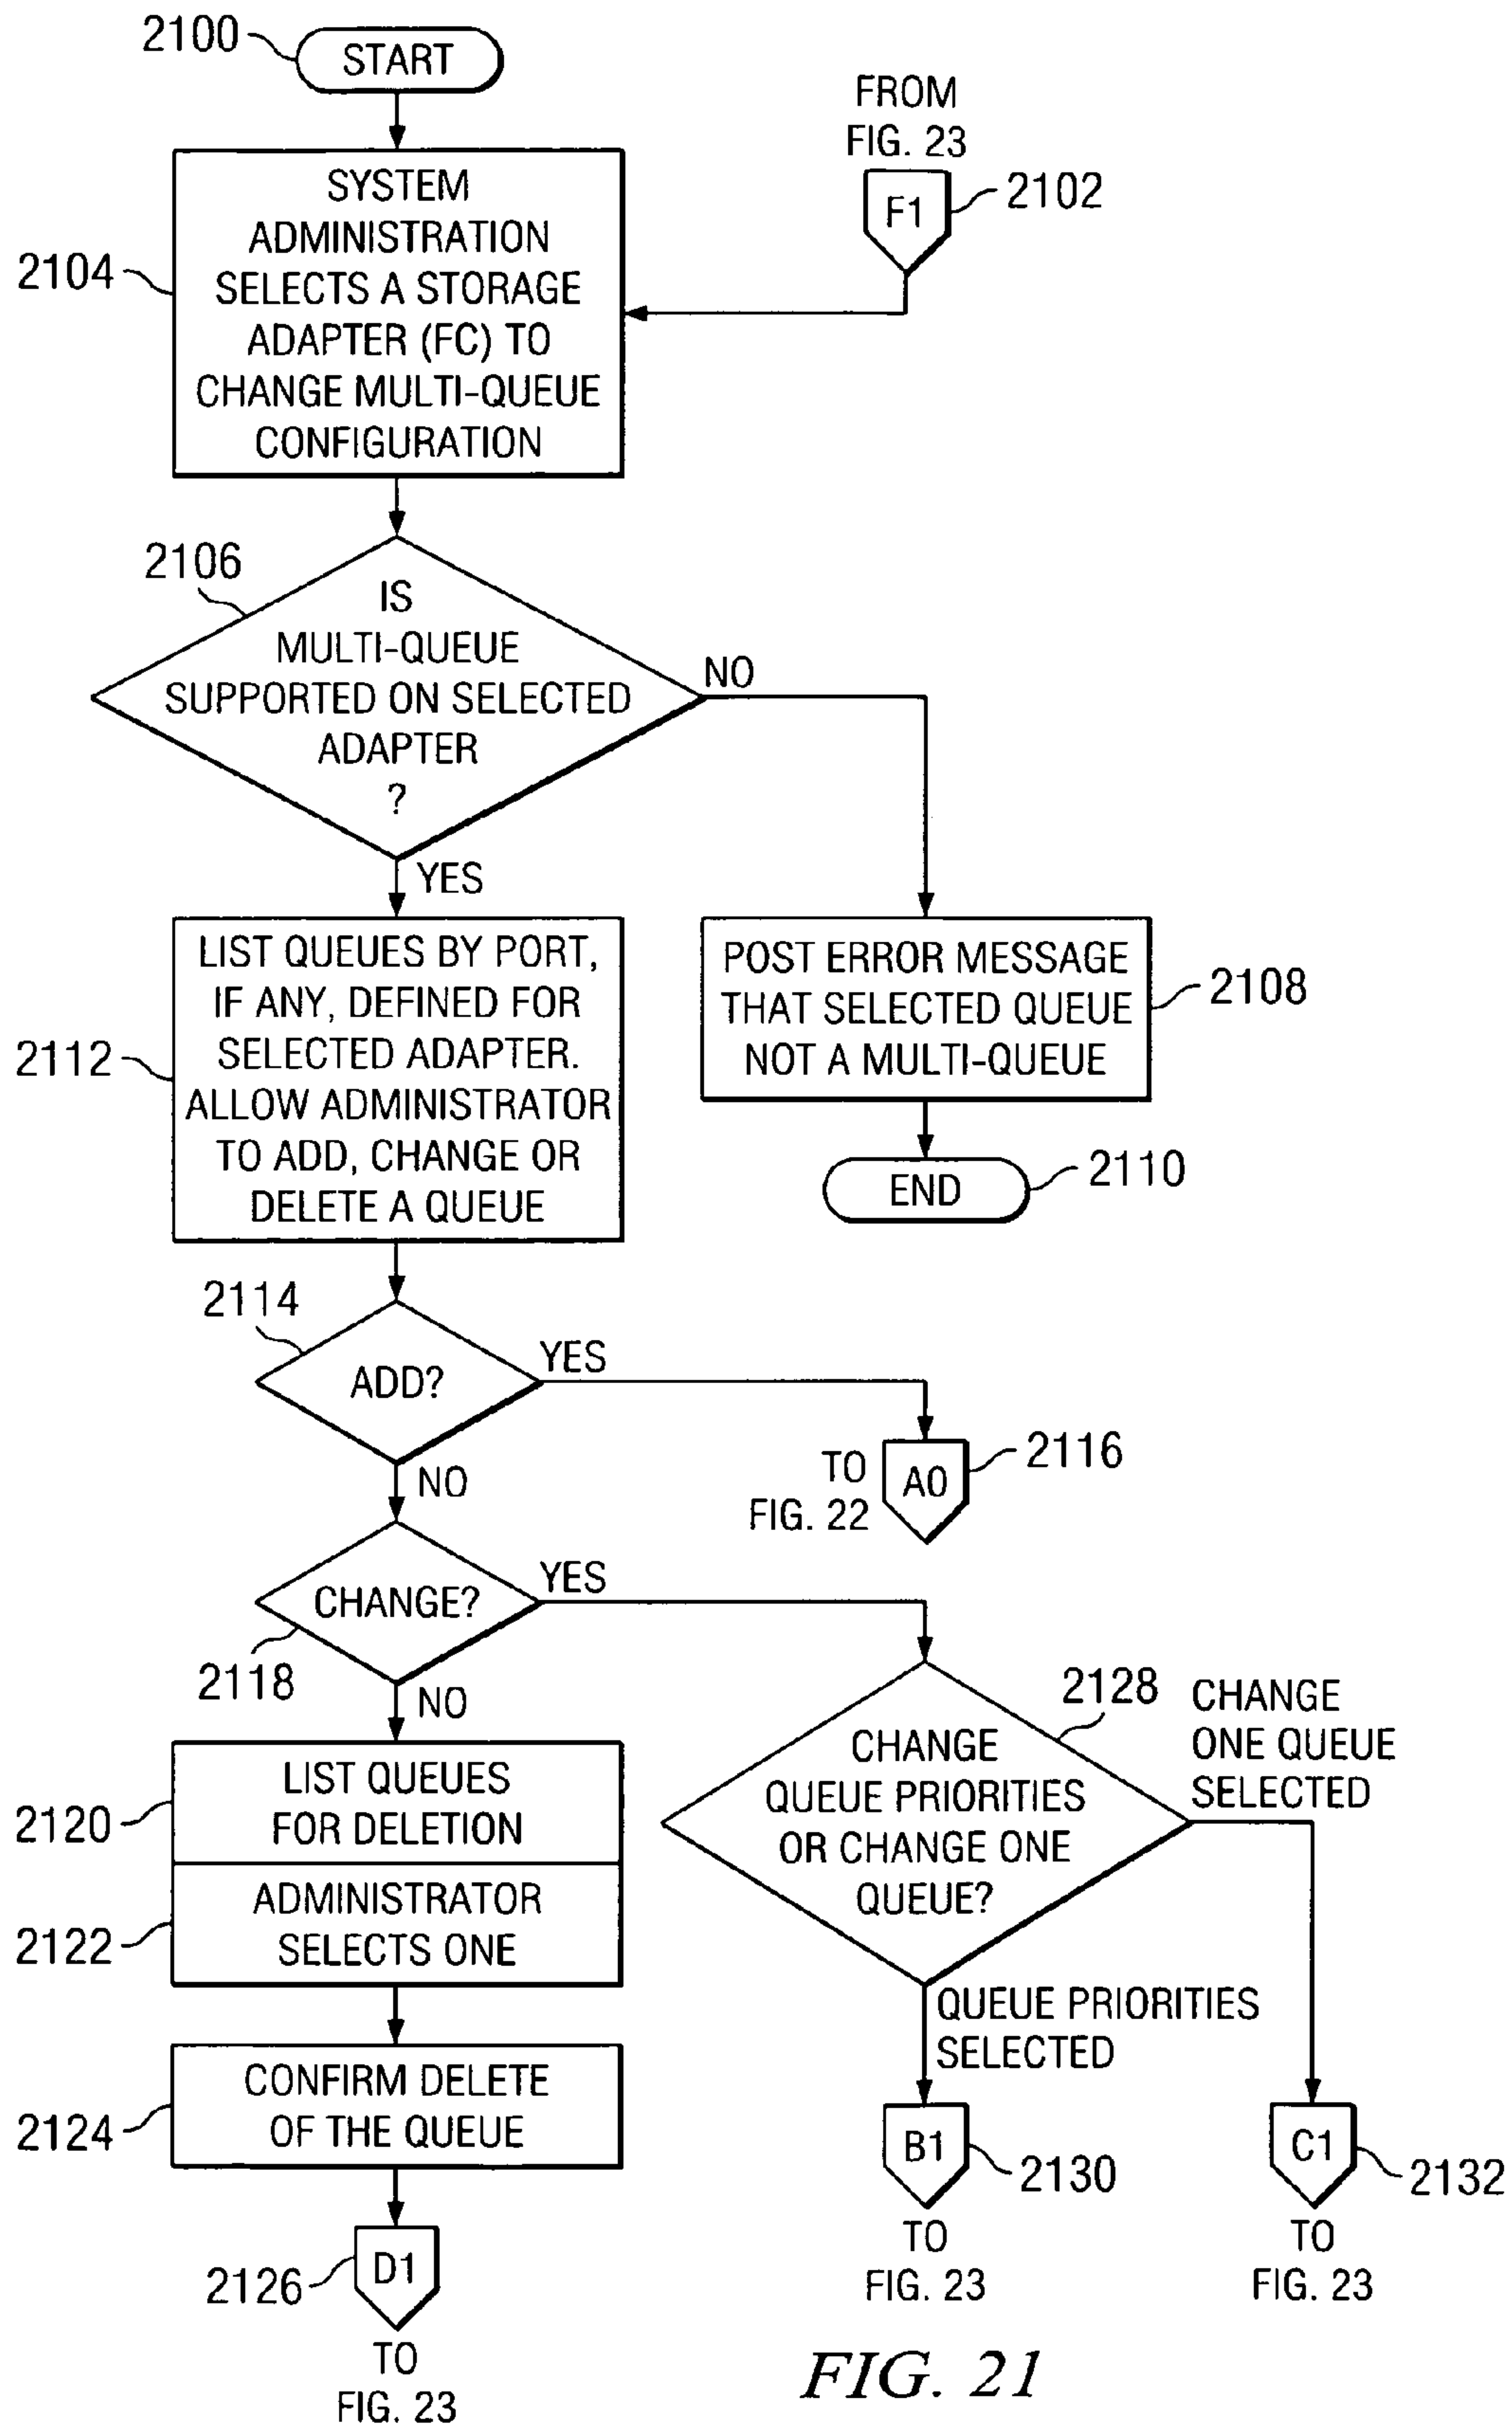 2100
START
FROM
FIG. 23
F1
2102
2104
SYSTEM
ADMINISTRATION
SELECTS A STORAGE
ADAPTER (FC) TO
CHANGE MULTI-QUEUE
CONFIGURATION
2106
IS
MULTI-QUEUE
SUPPORTED ON SELECTED
ADAPTER
?
NO
YES
2112
LIST QUEUES BY PORT,
IF ANY, DEFINED FOR
SELECTED ADAPTER.
ALLOW ADMINISTRATOR
TO ADD, CHANGE OR
DELETE A QUEUE
POST ERROR MESSAGE
THAT SELECTED QUEUE
NOT A MULTI-QUEUE
2108
END
2110
2114
ADD?
YES
NO
TO
FIG. 22
A0
2116
CHANGE?
YES
2118
NO
2128
CHANGE
QUEUE PRIORITIES
OR CHANGE ONE
QUEUE?
CHANGE
ONE QUEUE
SELECTED
2120
LIST QUEUES
FOR DELETION
2122
ADMINISTRATOR
SELECTS ONE
QUEUE PRIORITIES
SELECTED
2124
CONFIRM DELETE
OF THE QUEUE
B1
2130
TO
FIG. 23
C1
2132
TO
FIG. 23
2126
D1
TO
FIG. 23
FIG. 21